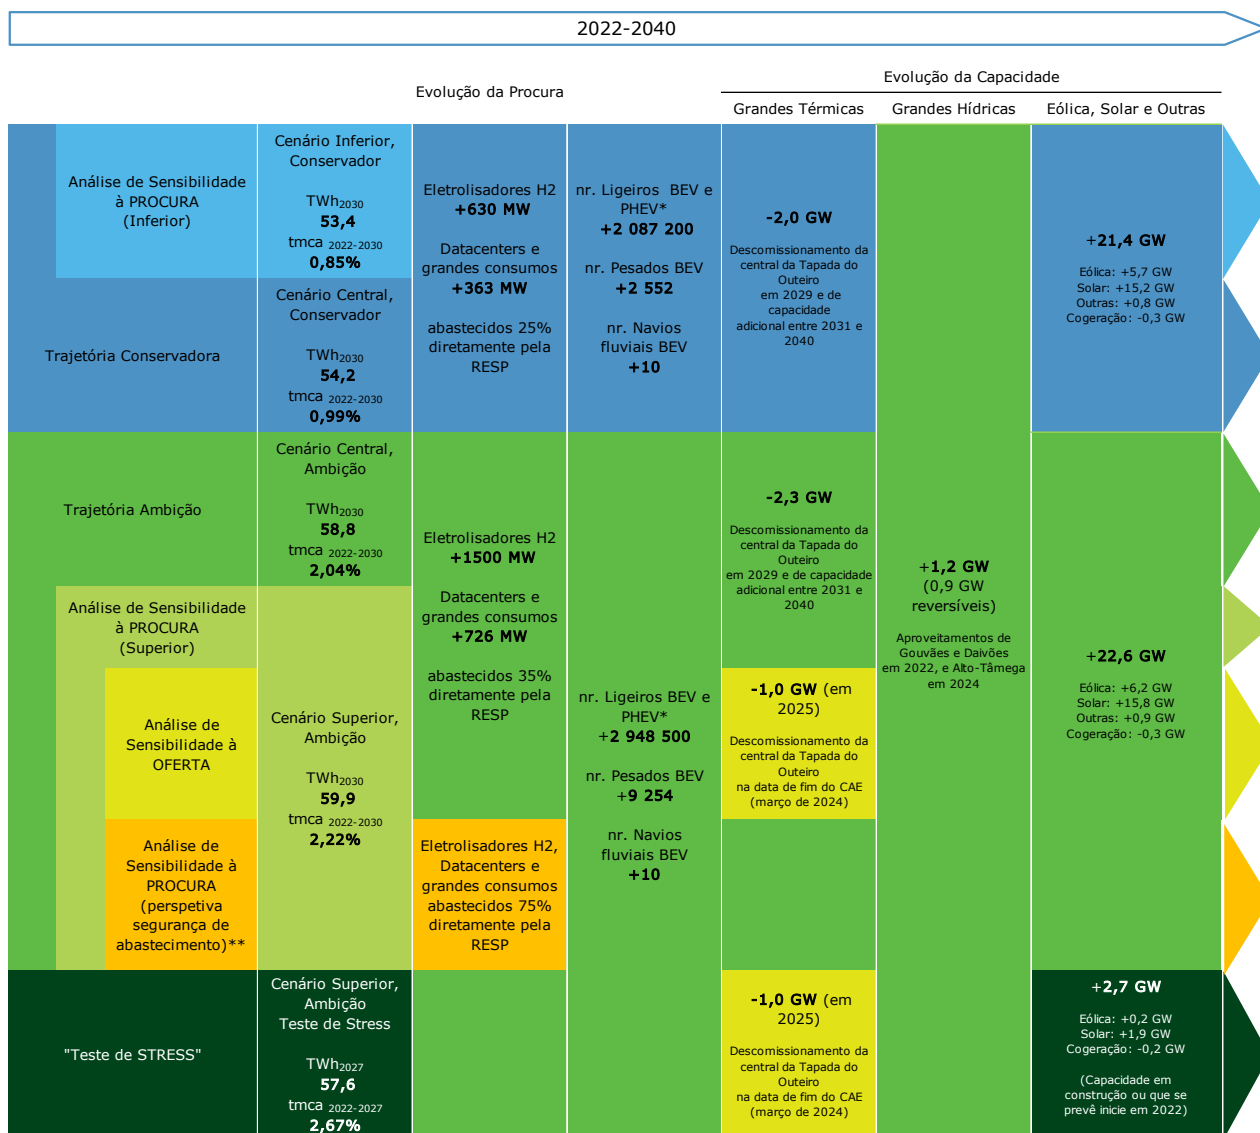 2022-2040
Evolução da Procura
Evolução da Capacidade
Grandes Térmicas
Grandes Hídricas
Eólica, Solar e Outras
Análise de Sensibilidade
à PROCURA
(Inferior)
Cenário Inferior,
Conservador
TWh2030
53,4
tmca 2022-2030
0,85%
Trajetória Conservadora
Cenário Central,
Conservador
TWh2030
54,2
tmca 2022-2030
0,99%
Eletrolisadores H2
+630 MW
Datacenters e
grandes consumos
+363 MW
abastecidos 25%
diretamente pela
RESP
nr. Ligeiros  BEV e
PHEV*
+2 087 200
nr. Pesados BEV
+2 552
nr. Navios
fluviais BEV
+10
-2,0 GW
Descomissionamento da
central da Tapada do
Outeiro
em 2029 e de
capacidade
adicional entre 2031 e
2040
+21,4 GW
Eólica: +5,7 GW
Solar: +15,2 GW
Outras: +0,8 GW
Cogeração: -0,3 GW
Trajetória Ambição
Cenário Central,
Ambição
TWh2030
58,8
tmca 2022-2030
2,04%
Análise de Sensibilidade
à PROCURA
(Superior)
Análise de
Sensibilidade à
OFERTA
Análise de
Sensibilidade à
PROCURA
(perspetiva
segurança de
abastecimento)**
Cenário Superior,
Ambição
TWh2030
59,9
tmca 2022-2030
2,22%
Eletrolisadores H2
+1500 MW
Datacenters e
grandes consumos
+726 MW
abastecidos 35%
diretamente pela
RESP
Eletrolisadores H2,
Datacenters e
grandes consumos
abastecidos 75%
diretamente pela
RESP
nr. Ligeiros BEV e
PHEV*
+2 948 500
nr. Pesados BEV
+9 254
nr. Navios
fluviais BEV
+10
-2,3 GW
Descomissionamento da
central da Tapada do
Outeiro
em 2029 e de capacidade
adicional entre 2031 e
2040
-1,0 GW (em
2025)
Descomissionamento da
central da Tapada do
Outeiro
na data de fim do CAE
(março de 2024)
+1,2 GW
(0,9 GW
reversíveis)
Aproveitamentos de
Gouvães e Daivões
em 2022, e Alto-Tâmega
em 2024
+22,6 GW
Eólica: +6,2 GW
Solar: +15,8 GW
Outras: +0,9 GW
Cogeração: -0,3 GW
"Teste de STRESS"
Cenário Superior,
Ambição
Teste de Stress
TWh2027
57,6
tmca 2022-2027
2,67%
-1,0 GW (em
2025)
Descomissionamento da
central da Tapada do
Outeiro
na data de fim do CAE
(março de 2024)
+2,7 GW
Eólica: +0,2 GW
Solar: +1,9 GW
Cogeração: -0,2 GW
(Capacidade em
construção ou que se
prevê inicie em 2022)